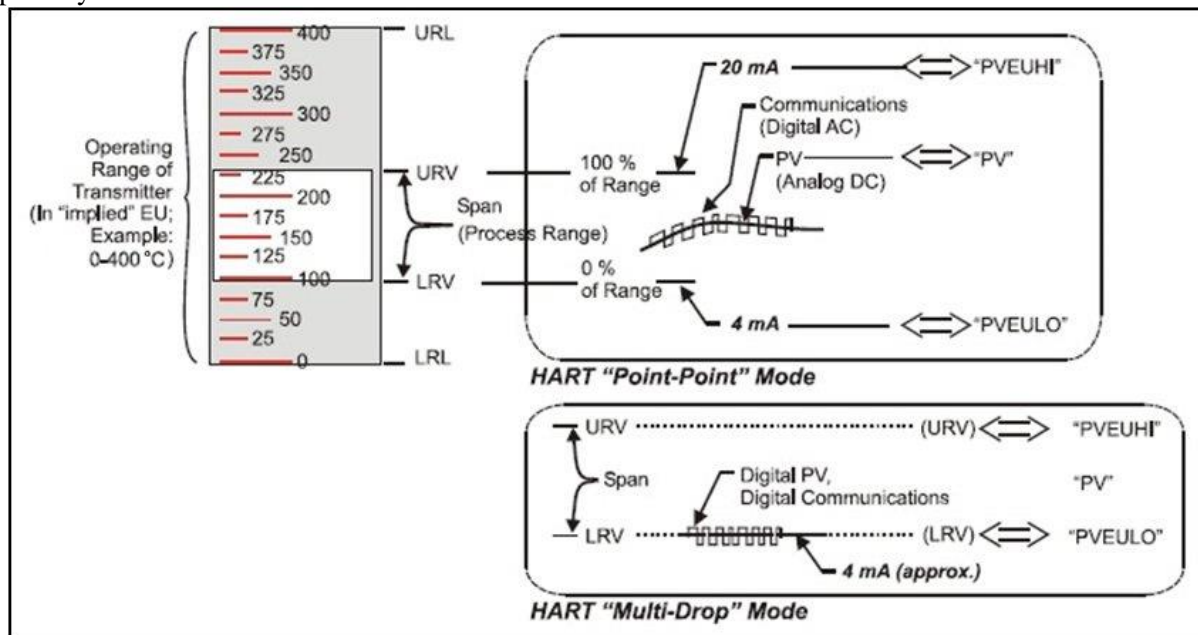 400
375
350
325
300
275
250
225
200
175
150
125
100
75
50
25
0
Operating
Range of
Transmitter
(In “implied” EU;
Example:
0-400 °C)
URL
URV
Span
(Process Range)
LRV
LRL
100 %
of Range
0 %
of Range
20 mA
“PVEUHI”
Communications
(Digital AC)
PV
(Analog DC)
“PV”
4 mA
“PVEULO”
HART “Point-Point” Mode
URV
(URV)
“PVEUHI”
Span
Digital PV,
Digital Communications
“PV”
LRV
(LRV)
“PVEULO”
4 mA (approx.)
HART “Multi-Drop” Mode